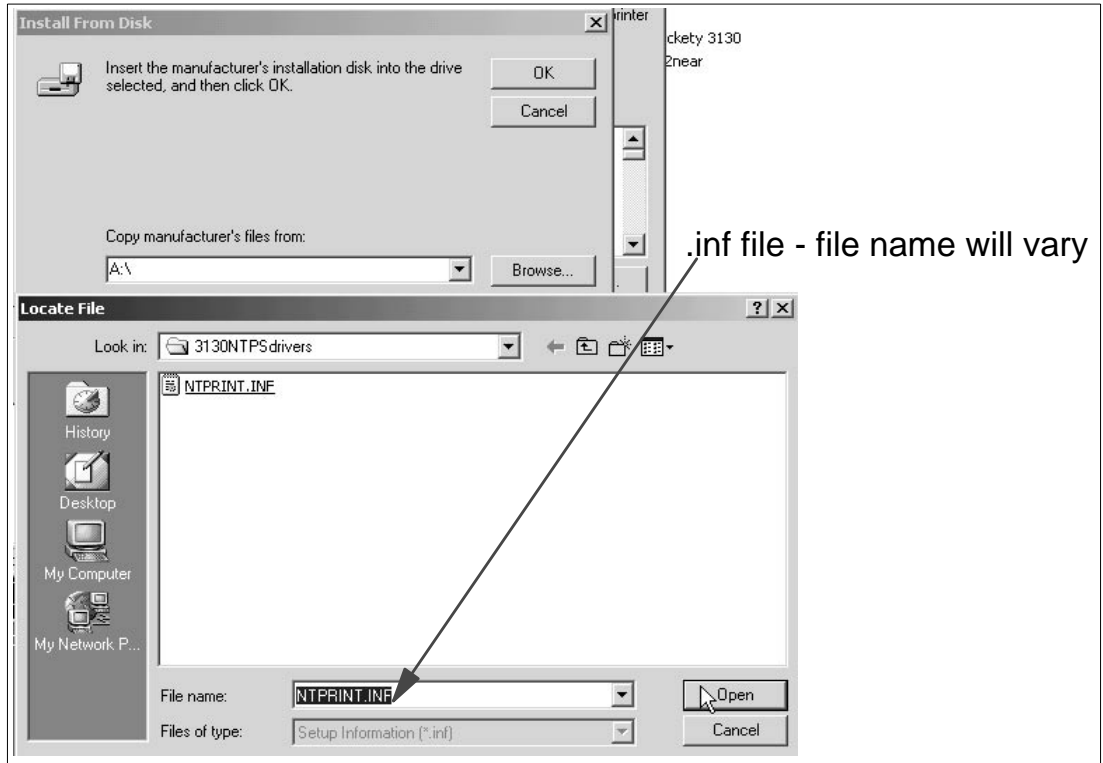 Install From Disk
rinter
ckety 3130
2near
Insert the manufacturer's installation disk into the drive
selected, and then click OK.
OK
Cancel
Copy manufacturer's files from:
A:\
Browse...
.inf file - file name will vary
Locate File
Look in:
3130NTPSdrivers
NTPRINT.INF
History
Desktop
My Computer
My Network P...
File name:
NTPRINT.INF
Open
Files of type:
Setup Information (*.inf)
Cancel